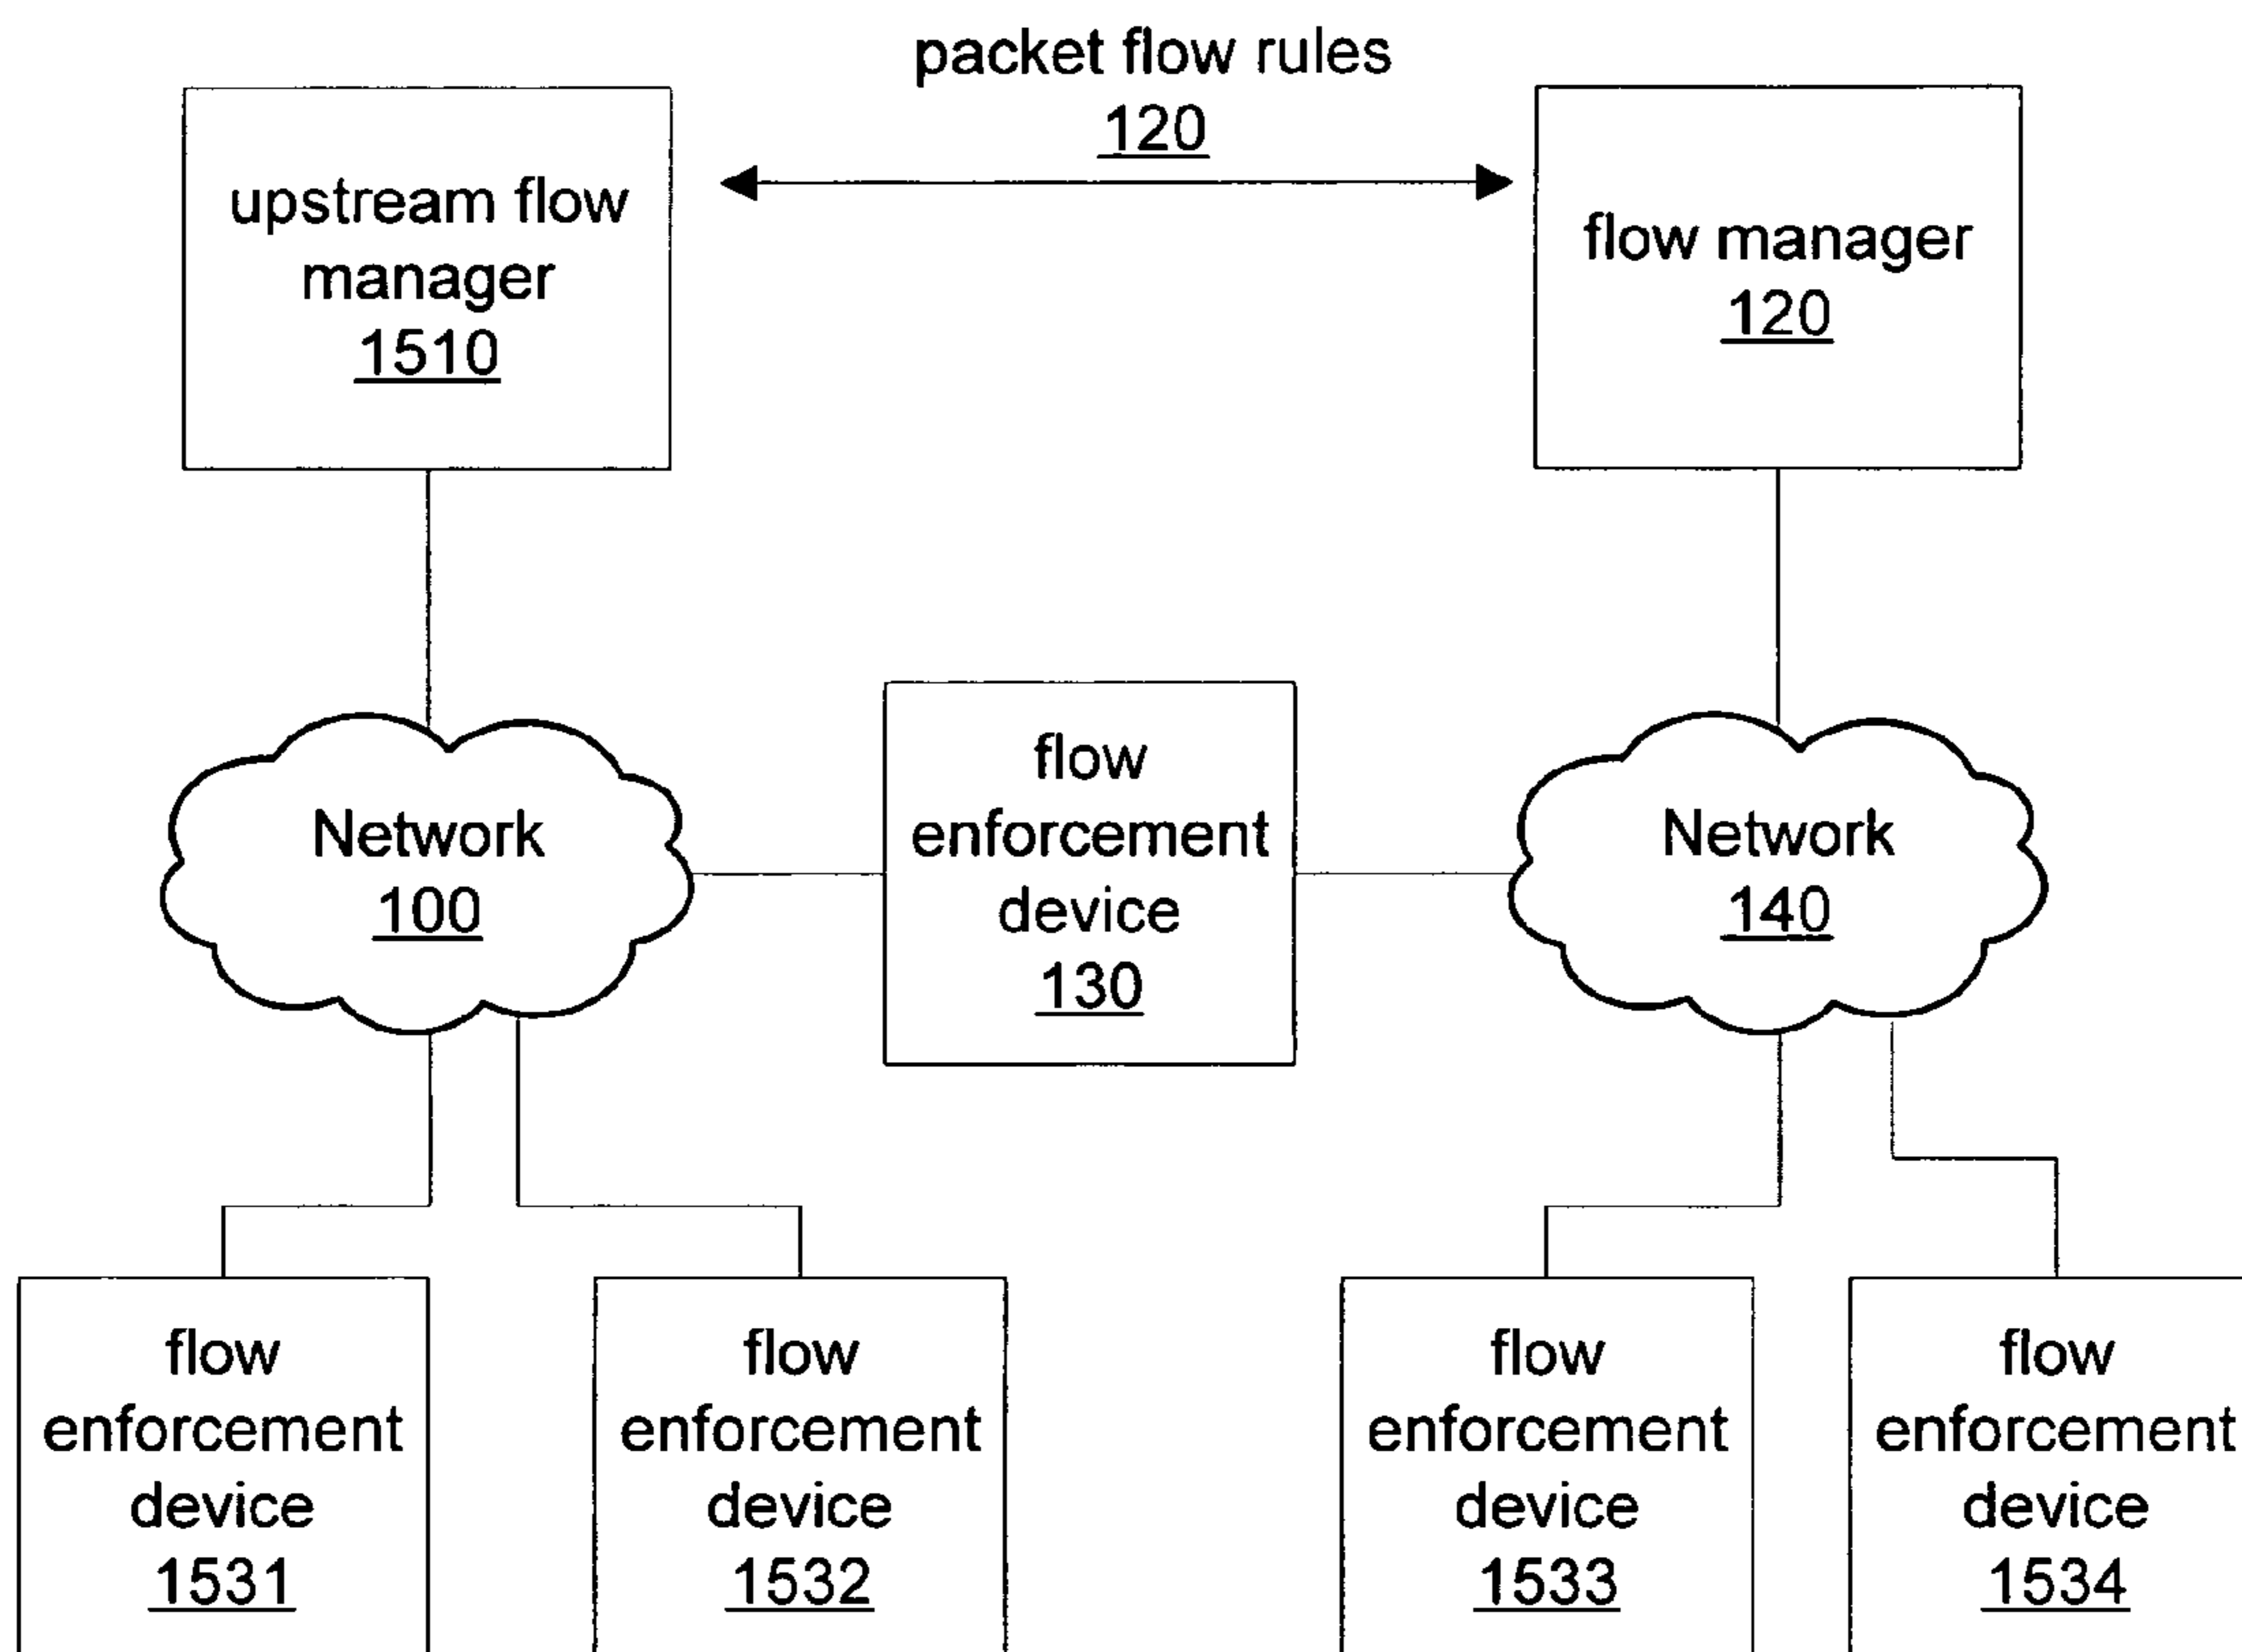 packet flow rules
120
upstream flow
manager
1510
flow manager
120
flow
enforcement
device
130
Network
100
Network
140
flow
enforcement
device
1531
flow
enforcement
device
1532
flow
enforcement
device
1533
flow
enforcement
device
1534